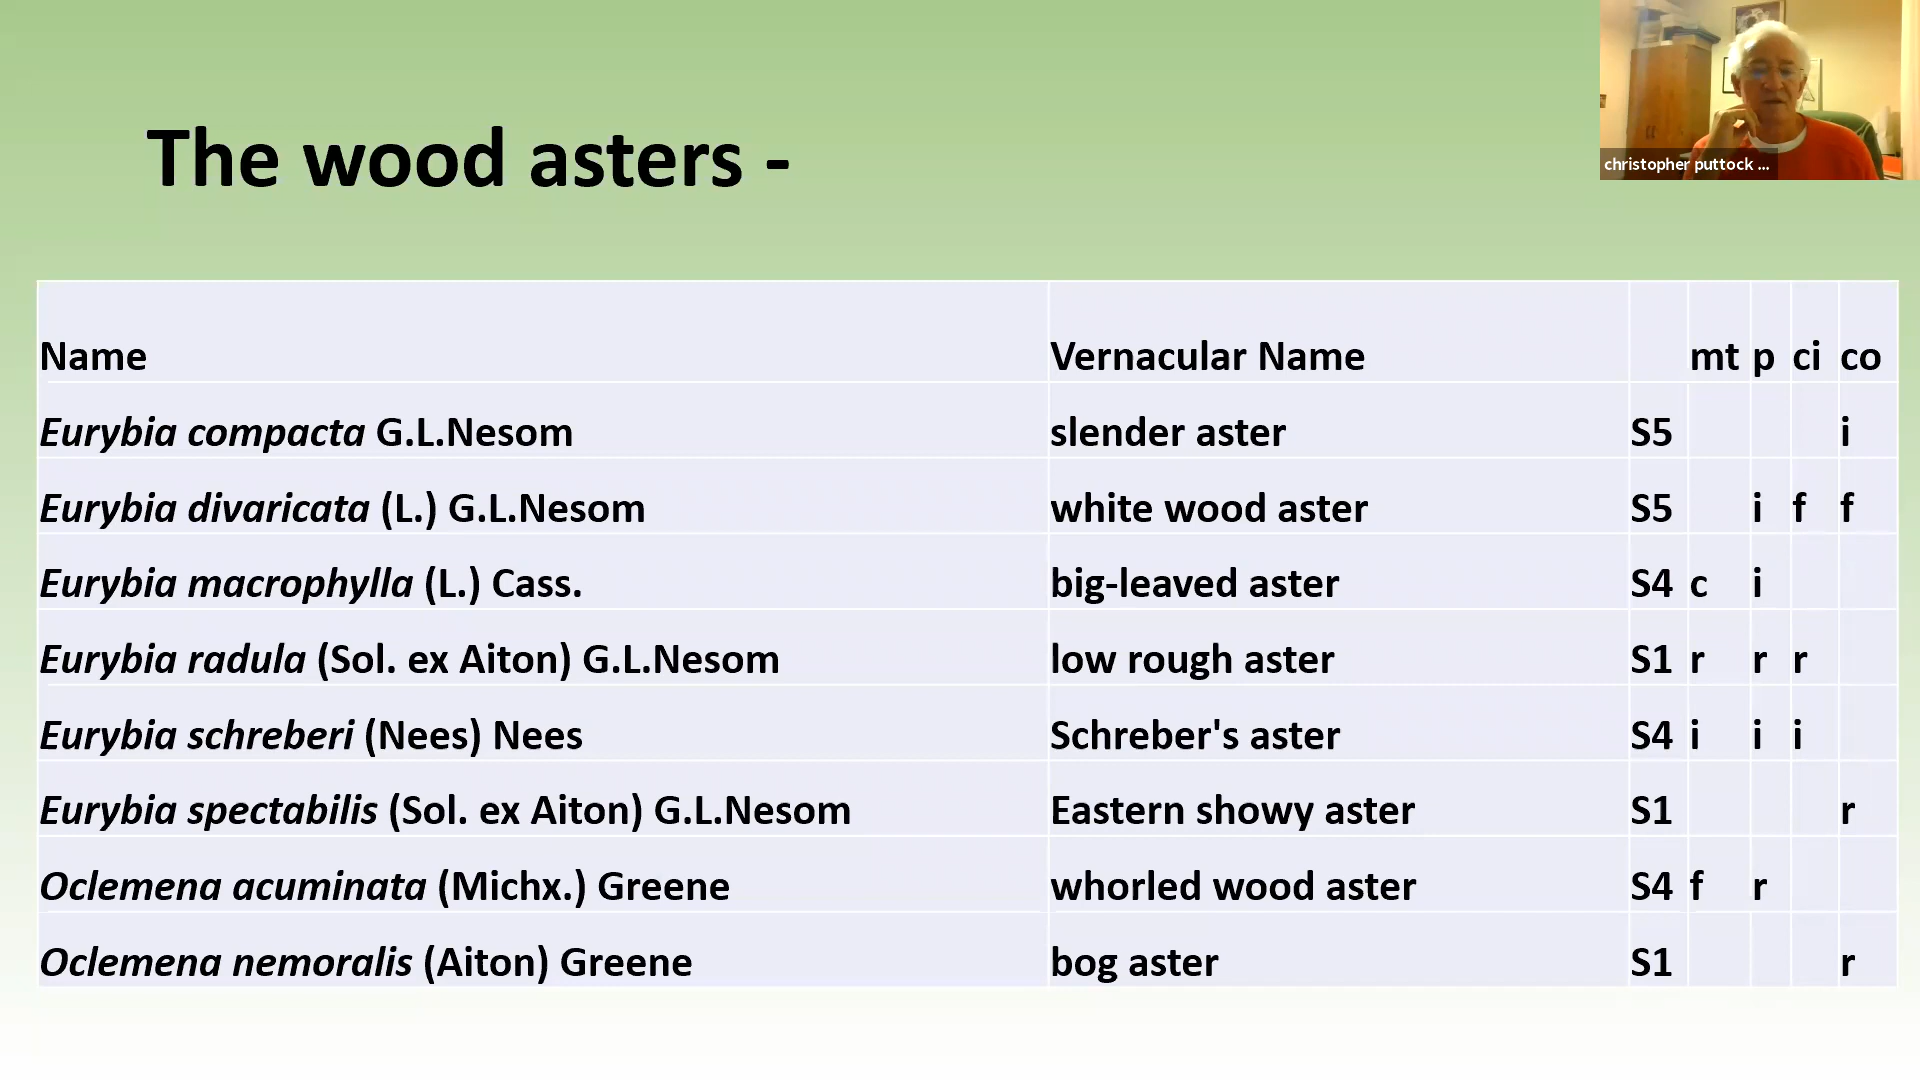 christopher puttock ...
The wood asters -
Name Vernacular Name mt p ci co
Eurybia compacta G.L.Nesom slender aster S5 i
Eurybia divaricata (L.) G.L.Nesom white wood aster S5 i f f
Eurybia macrophylla (L.) Cass. big-leaved aster S4 c i
Eurybia radula (Sol. ex Aiton) G.L.Nesom low rough aster S1 r r r
Eurybia schreberi (Nees) Nees Schreber's aster S4 i i i
Eurybia spectabilis (Sol. ex Aiton) G.L.Nesom Eastern showy aster S1 r
Oclemena acuminata (Michx.) Greene whorled wood aster S4 f r
Oclemena nemoralis (Aiton) Greene bog aster S1 r